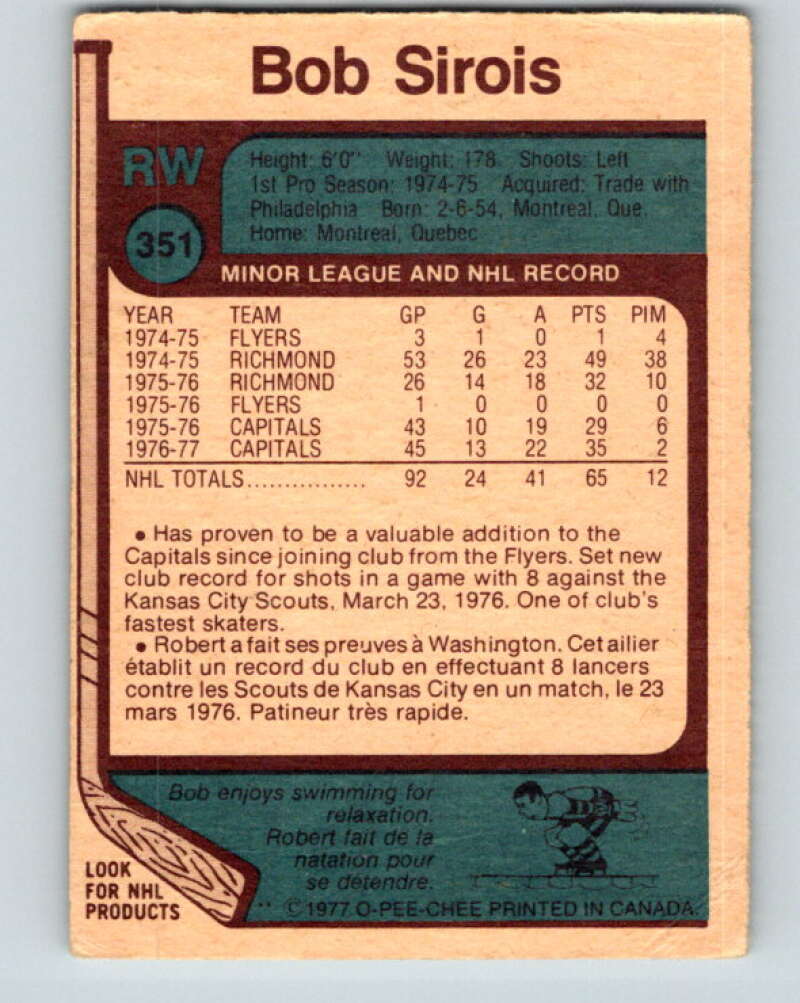 Bob Sirois
RW
351
Height: 6'0" Weight: 178 Shoots: Left
1st Pro Season: 1974-75 Acquired: Trade with
Philadelphia Born: 2-6-54, Montreal, Que.
Home: Montreal, Quebec
MINOR LEAGUE AND NHL RECORD
YEAR TEAM GP G A PTS PIM
1974-75 FLYERS 3 1 0 1 4
1974-75 RICHMOND 53 26 23 49 38
1975-76 RICHMOND 26 14 18 32 10
1975-76 FLYERS 1 0 0 0 0
1975-76 CAPITALS 43 10 19 29 6
1976-77 CAPITALS 45 13 22 35 2
NHL TOTALS................ 92 24 41 65 12
• Has proven to be a valuable addition to the
Capitals since joining club from the Flyers. Set new
club record for shots in a game with 8 against the
Kansas City Scouts, March 23, 1976. One of club's
fastest skaters.
• Robert a fait ses preuves à Washington. Cet ailier
établit un record du club en effectuant 8 lancers
contre les Scouts de Kansas City en un match, le 23
mars 1976. Patineur très rapide.
Bob enjoys swimming for
relaxation.
Robert fait de la
natation pour
se détendre.
LOOK
FOR NHL
PRODUCTS
** © 1977 O-PEE-CHEE PRINTED IN CANADA.